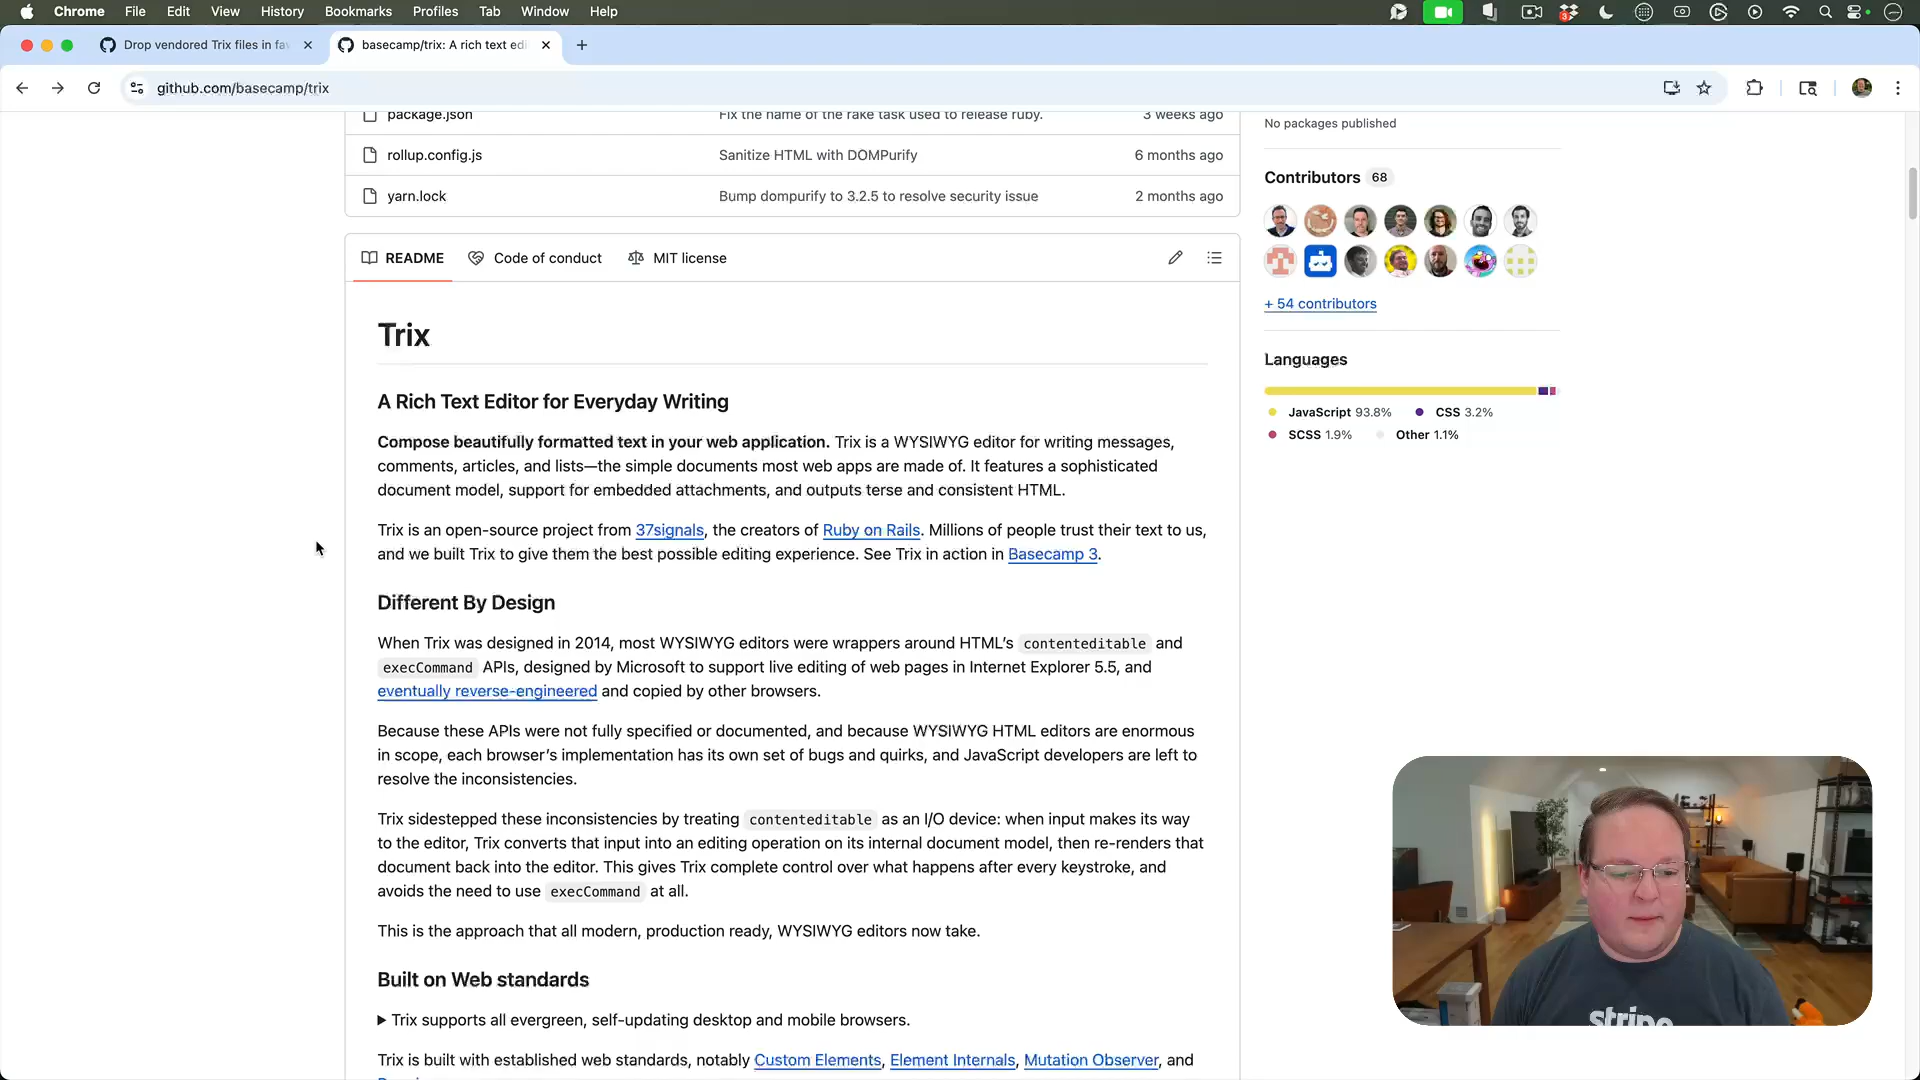 Chrome File Edit View History Bookmarks Profiles Tab Window Help
3
Drop vendored Trix files in fav
basecamp/trix: A rich text edi
github.com/basecamp/trix
package.json Fix the name of the rake task used to release ruby. 3 weeks ago
rollup.config.js Sanitize HTML with DOMPurify 6 months ago
yarn.lock Bump dompurify to 3.2.5 to resolve security issue 2 months ago
README Code of conduct MIT license
Trix
A Rich Text Editor for Everyday Writing
Compose beautifully formatted text in your web application. Trix is a WYSIWYG editor for writing messages,
comments, articles, and lists—the simple documents most web apps are made of. It features a sophisticated
document model, support for embedded attachments, and outputs terse and consistent HTML.
Trix is an open-source project from 37signals, the creators of Ruby on Rails. Millions of people trust their text to us,
and we built Trix to give them the best possible editing experience. See Trix in action in Basecamp 3.
Different By Design
When Trix was designed in 2014, most WYSIWYG editors were wrappers around HTML’s contenteditable and
execCommand APIs, designed by Microsoft to support live editing of web pages in Internet Explorer 5.5, and
eventually reverse-engineered and copied by other browsers.
Because these APIs were not fully specified or documented, and because WYSIWYG HTML editors are enormous
in scope, each browser’s implementation has its own set of bugs and quirks, and JavaScript developers are left to
resolve the inconsistencies.
Trix sidestepped these inconsistencies by treating contenteditable as an I/O device: when input makes its way
to the editor, Trix converts that input into an editing operation on its internal document model, then re-renders that
document back into the editor. This gives Trix complete control over what happens after every keystroke, and
avoids the need to use execCommand at all.
This is the approach that all modern, production ready, WYSIWYG editors now take.
Built on Web standards
Trix supports all evergreen, self-updating desktop and mobile browsers.
Trix is built with established web standards, notably Custom Elements, Element Internals, Mutation Observer, and
No packages published
Contributors 68
+ 54 contributors
Languages
JavaScript 93.8% CSS 3.2%
SCSS 1.9% Other 1.1%
stripe